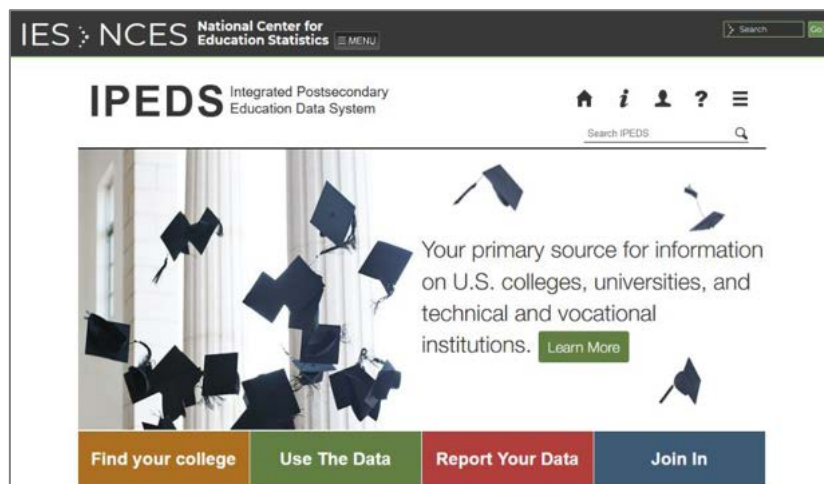 IES NCES National Center for
Education Statistics MENU
Search Go
IPEDS Integrated Postsecondary
Education Data System
Search IPEDS
Your primary source for information
on U.S. colleges, universities, and
technical and vocational
institutions. Learn More
Find your college Use The Data Report Your Data Join In